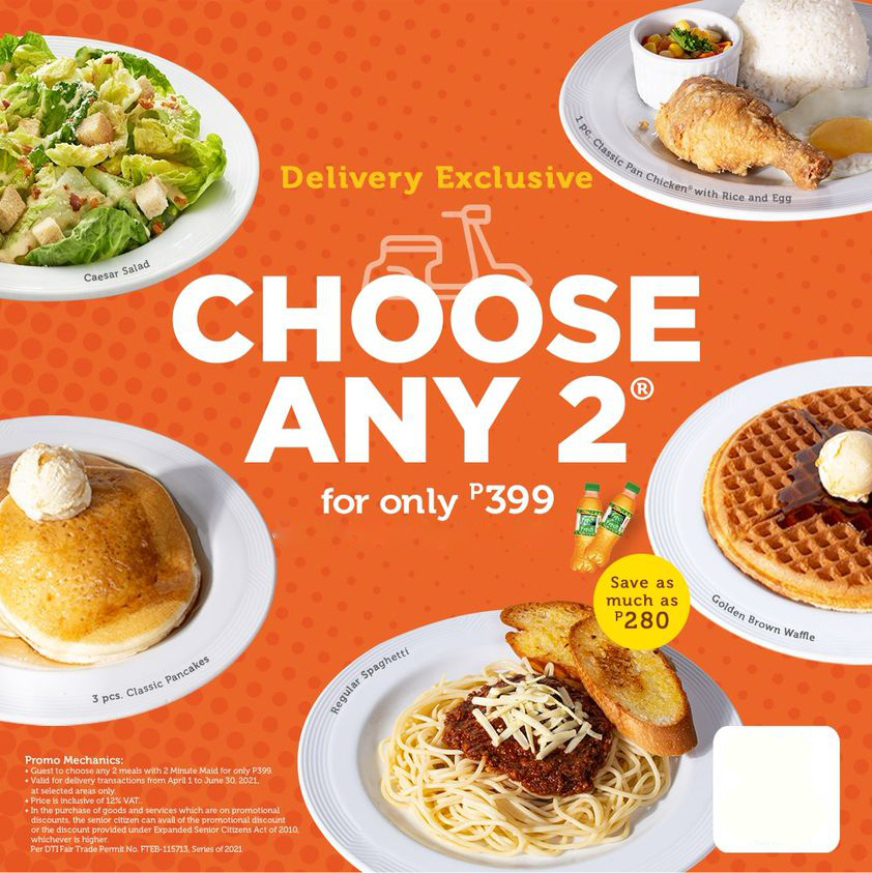 Delivery Exclusive
1 pc. Classic Pan Chicken® with Rice and Egg
Caesar Salad
CHOOSE
ANY 2®
for only ₱399
Save as
much as
₱280
Golden Brown Waffle
3 pcs. Classic Pancakes
Regular Spaghetti
Promo Mechanics:
• Guest to choose any 2 meals with 2 Minute Maid for only P399.
• Valid for delivery transactions from April 1 to June 30, 2021,
at selected areas only.
• Price is inclusive of 12% VAT.
• In the purchase of goods and services which are on promotional
discounts, the senior citizen can avail of the promotional discount
or the discount provided under Expanded Senior Citizens Act of 2010,
whichever is higher.
Per DTI Fair Trade Permit No. FTEB-115713, Series of 2021